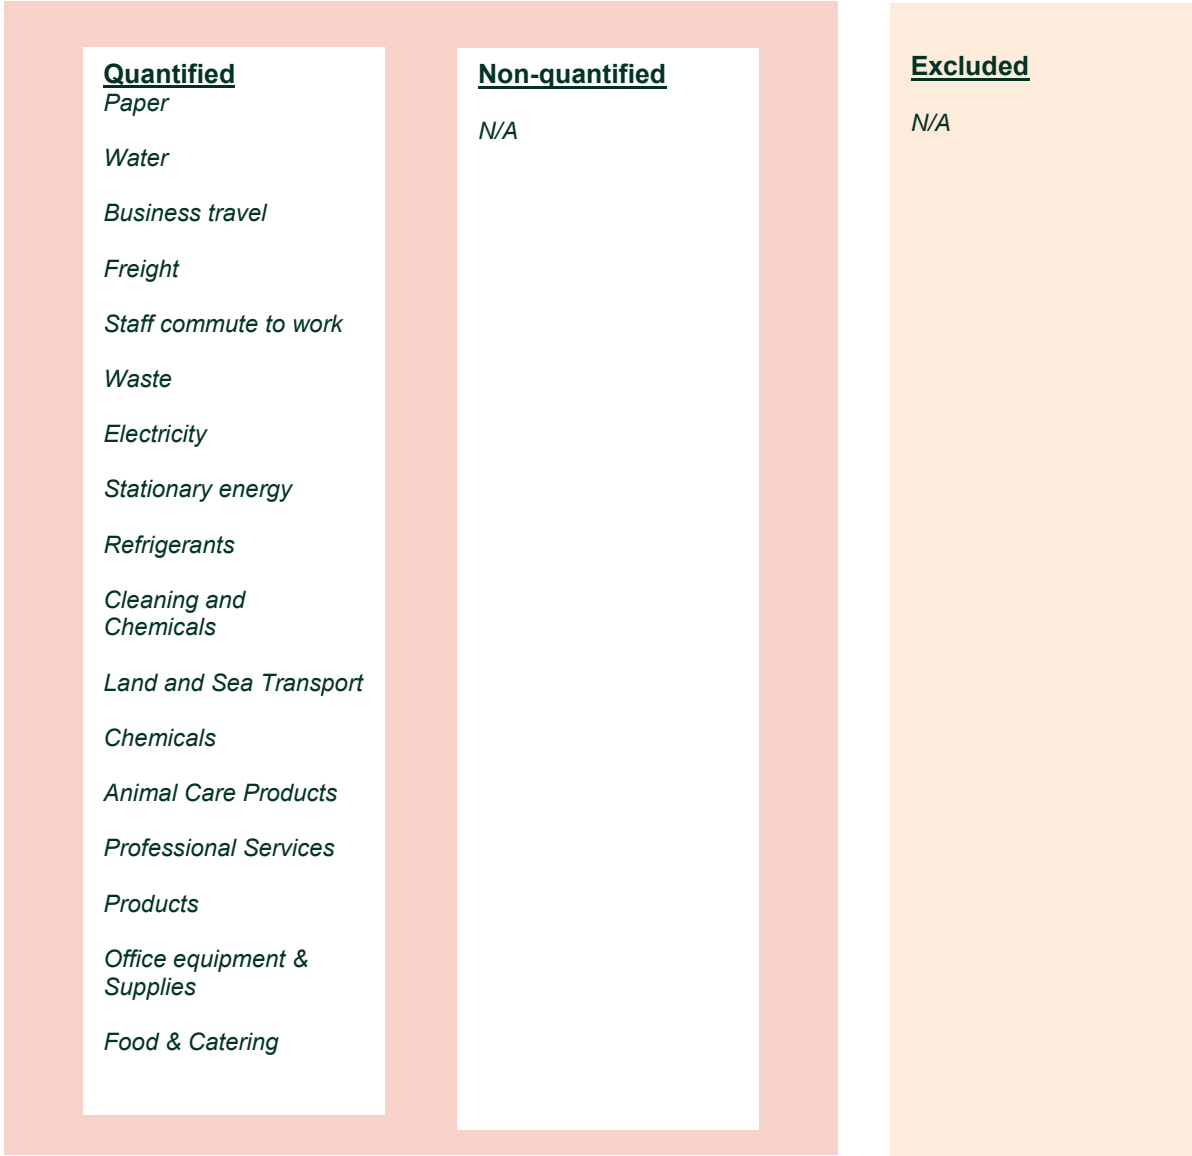 Quantified
Paper
Water
Business travel
Freight
Staff commute to work
Waste
Electricity
Stationary energy
Refrigerants
Cleaning and
Chemicals
Land and Sea Transport
Chemicals
Animal Care Products
Professional Services
Products
Office equipment &
Supplies
Food & Catering
Non-quantified
N/A
Excluded
N/A